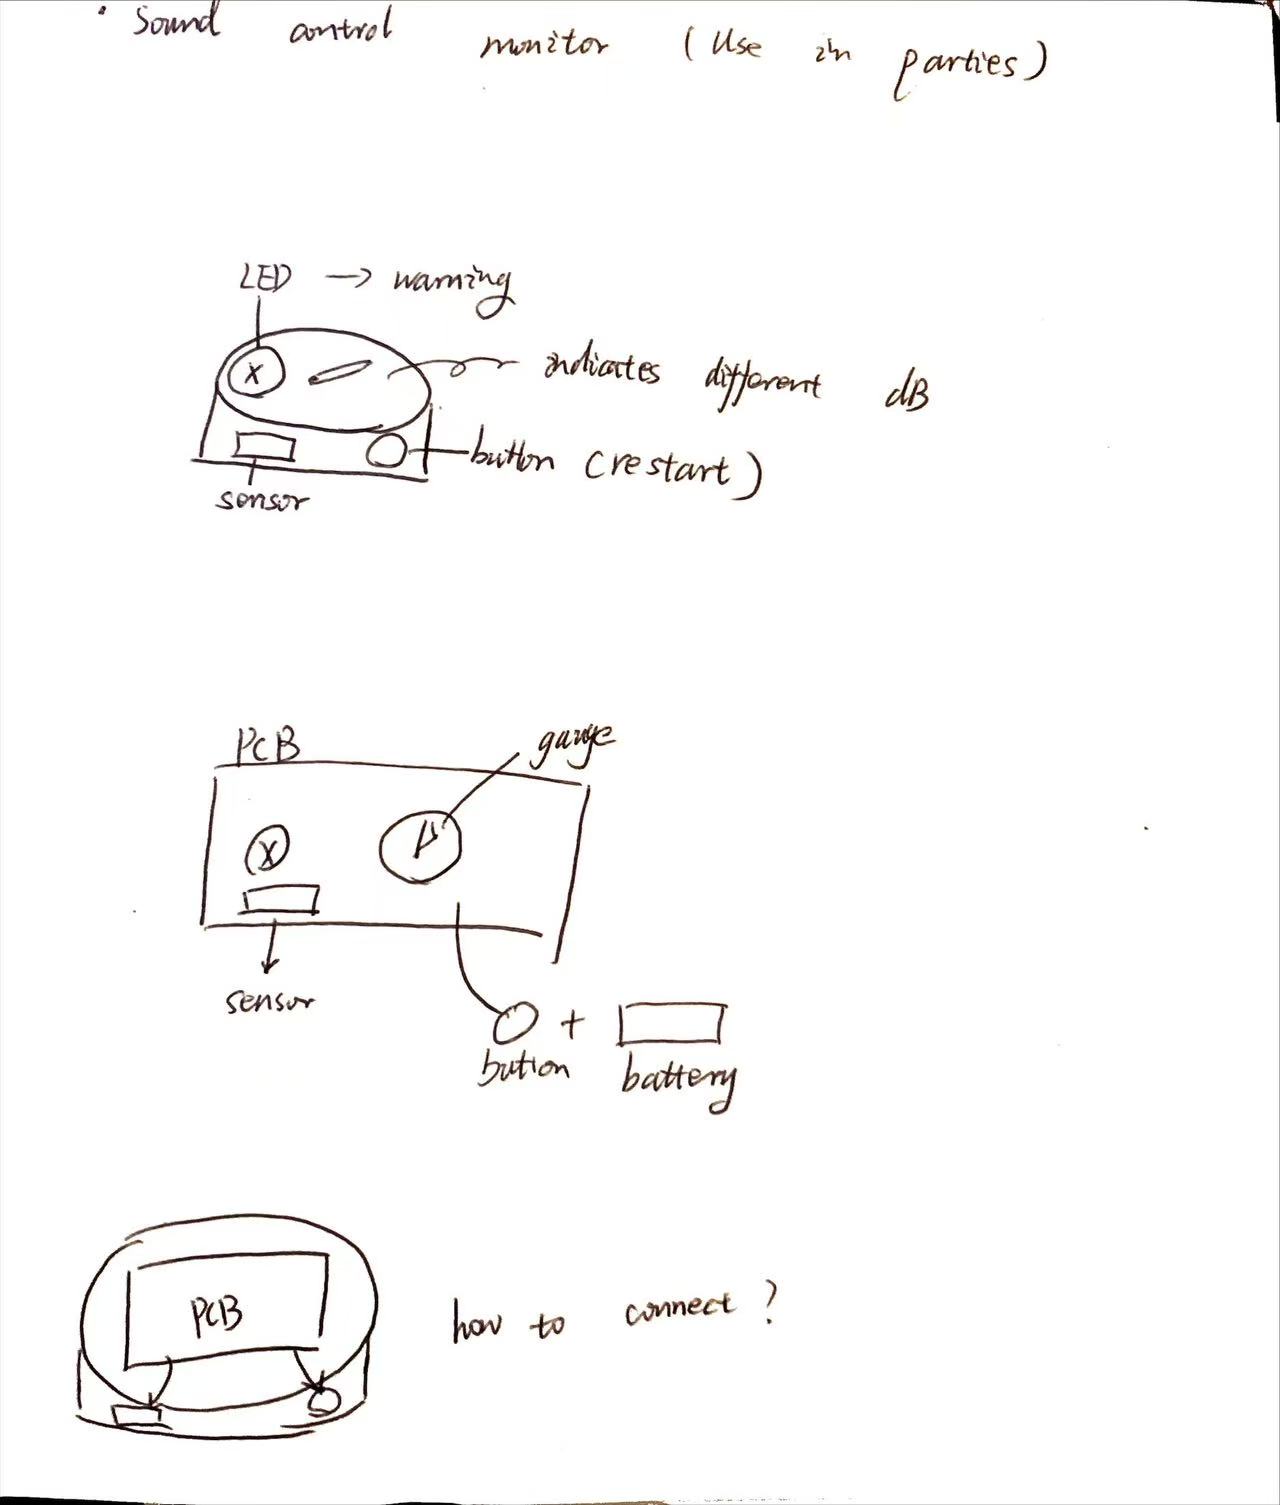 · Sound control monitor (Use in parties)
LED → warning
X
indicates different dB
button (restart)
sensor
PCB
gauge
X
sensor
button + battery
PCB
how to connect?